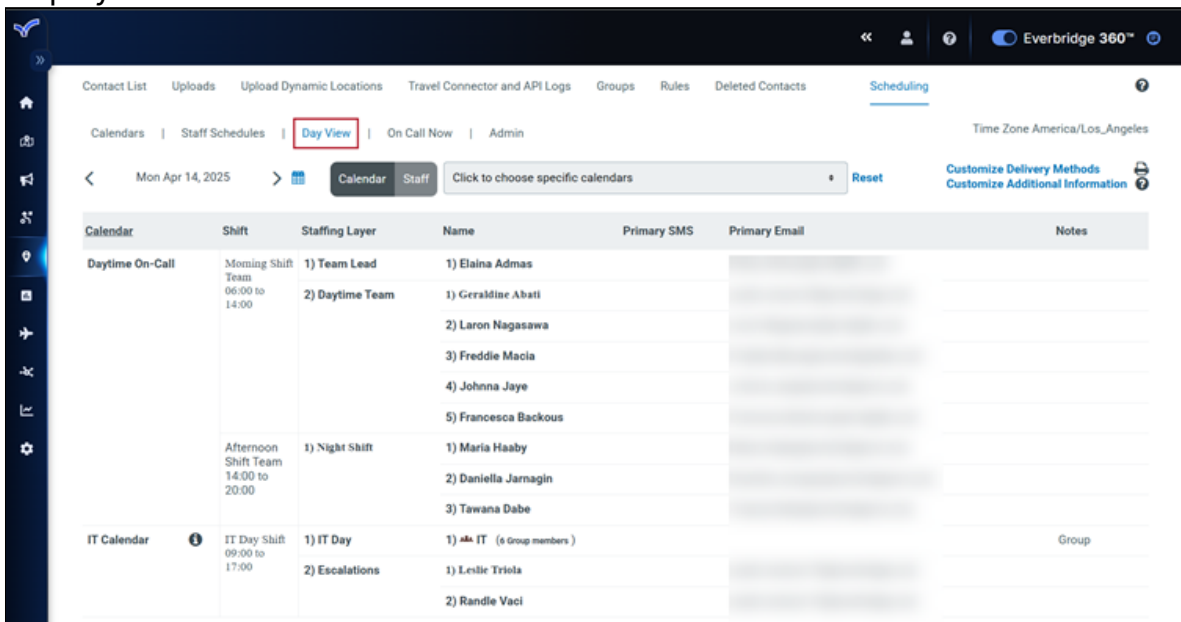 « Everbridge 360™
»
Contact List Uploads Upload Dynamic Locations Travel Connector and API Logs Groups Rules Deleted Contacts Scheduling
Calendars | Staff Schedules | Day View | On Call Now | Admin Time Zone America/Los_Angeles
Mon Apr 14, 2025 Calendar Staff Click to choose specific calendars Reset Customize Delivery Methods
Customize Additional Information
Calendar Shift Staffing Layer Name Primary SMS Primary Email Notes
Daytime On-Call Morning Shift 1) Team Lead 1) Elaina Admas
Team
06:00 to 2) Daytime Team 1) Geraldine Abati
14:00
2) Laron Nagasawa
3) Freddie Macia
4) Johnna Jaye
5) Francesca Backous
Afternoon 1) Night Shift 1) Maria Haaby
Shift Team
14:00 to 2) Daniella Jarnagin
20:00
3) Tawana Dabe
IT Calendar IT Day Shift 1) IT Day 1) IT (6 Group members) Group
09:00 to
17:00 2) Escalations 1) Leslie Triola
2) Randle Vaci